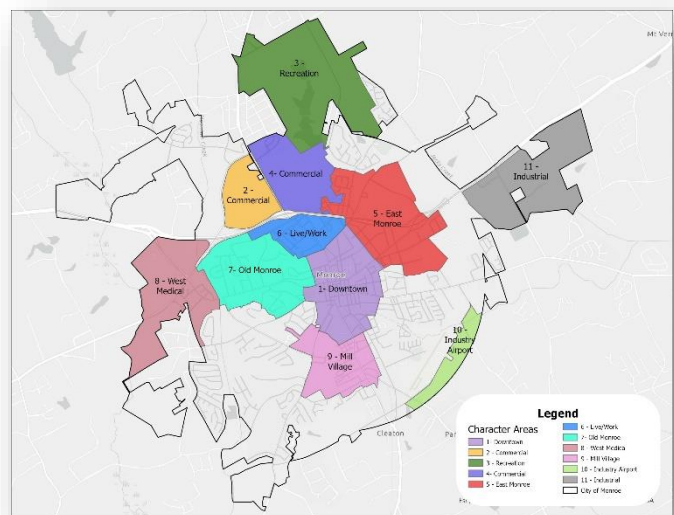 Mt Vern
3 -
Recreation
4- Commercial
2 -
Commercial
11 -
Industrial
5 - East
Monroe
6 - Live/Work
7- Old Monroe
Monroe
8 - West
Medical
1- Downtown
10 -
Industry
Airport
9 - Mill
Village
Cleaton
Legend
Character Areas
1- Downtown
2 - Commercial
3 - Recreation
4- Commercial
5 - East Monroe
6 - Live/Work
7- Old Monroe
8 - West Medica
9 - Mill Village
10 - Industry Airport
11 - Industrial
City of Monroe